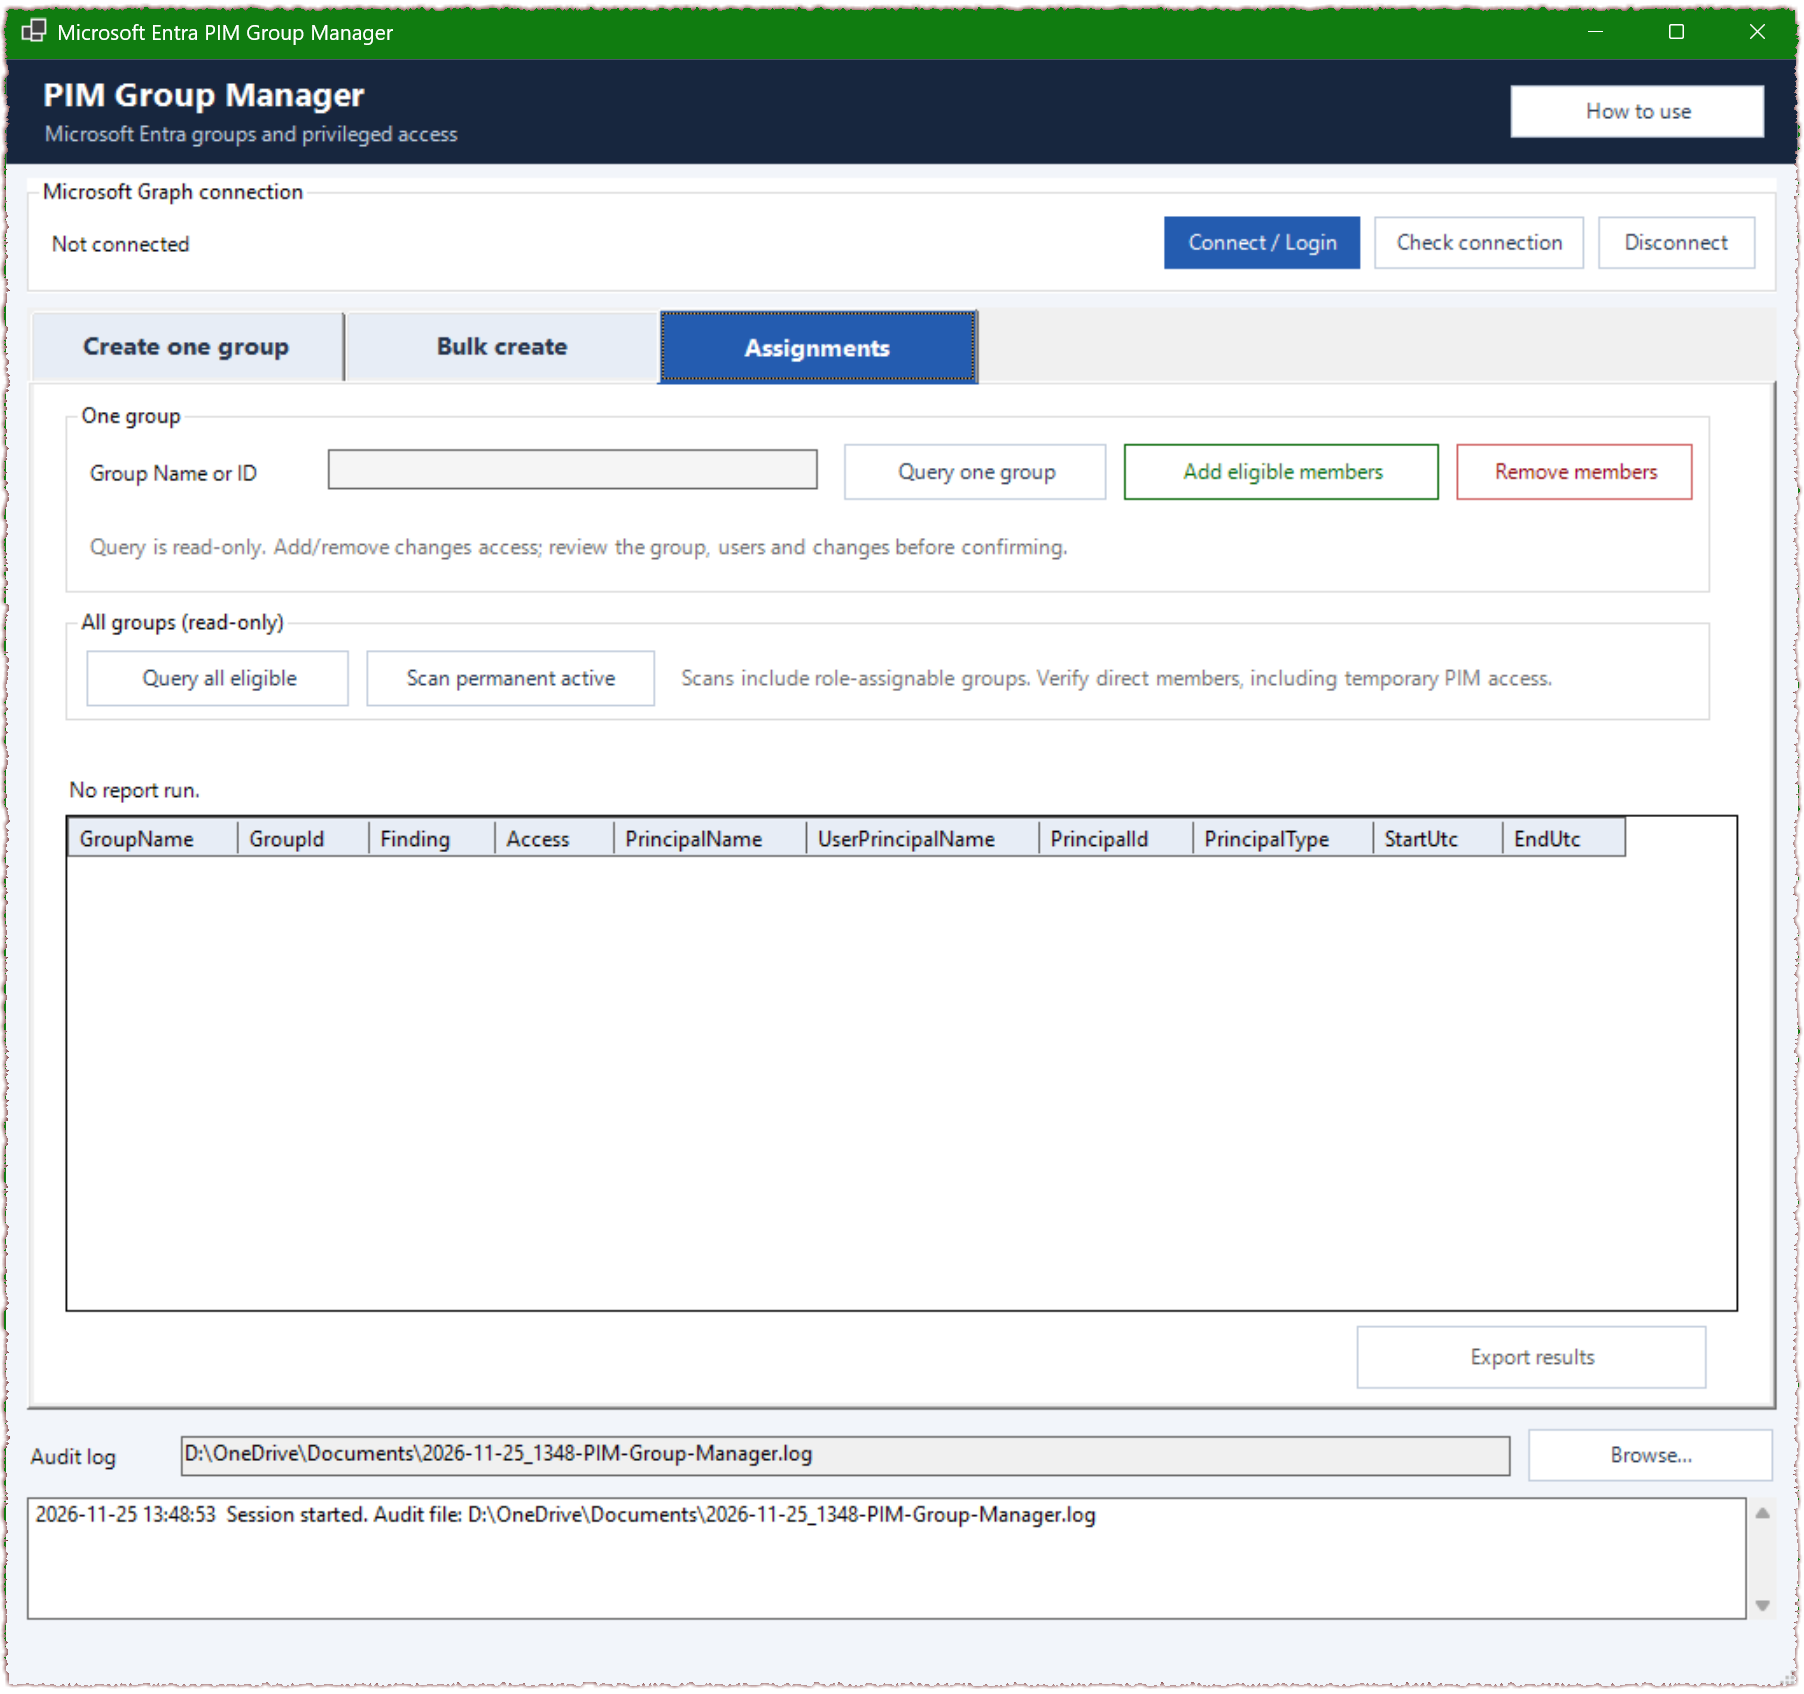 Microsoft Entra PIM Group Manager
PIM Group Manager
Microsoft Entra groups and privileged access
How to use
Microsoft Graph connection
Not connected
Connect / Login
Check connection
Disconnect
Create one group
Bulk create
Assignments
One group
Group Name or ID
Query one group
Add eligible members
Remove members
Query is read-only. Add/remove changes access; review the group, users and changes before confirming.
All groups (read-only)
Query all eligible
Scan permanent active
Scans include role-assignable groups. Verify direct members, including temporary PIM access.
No report run.
GroupName GroupId Finding Access PrincipalName UserPrincipalName PrincipalId PrincipalType StartUtc EndUtc
Export results
Audit log
D:\OneDrive\Documents\2026-11-25_1348-PIM-Group-Manager.log
Browse...
2026-11-25 13:48:53  Session started. Audit file: D:\OneDrive\Documents\2026-11-25_1348-PIM-Group-Manager.log